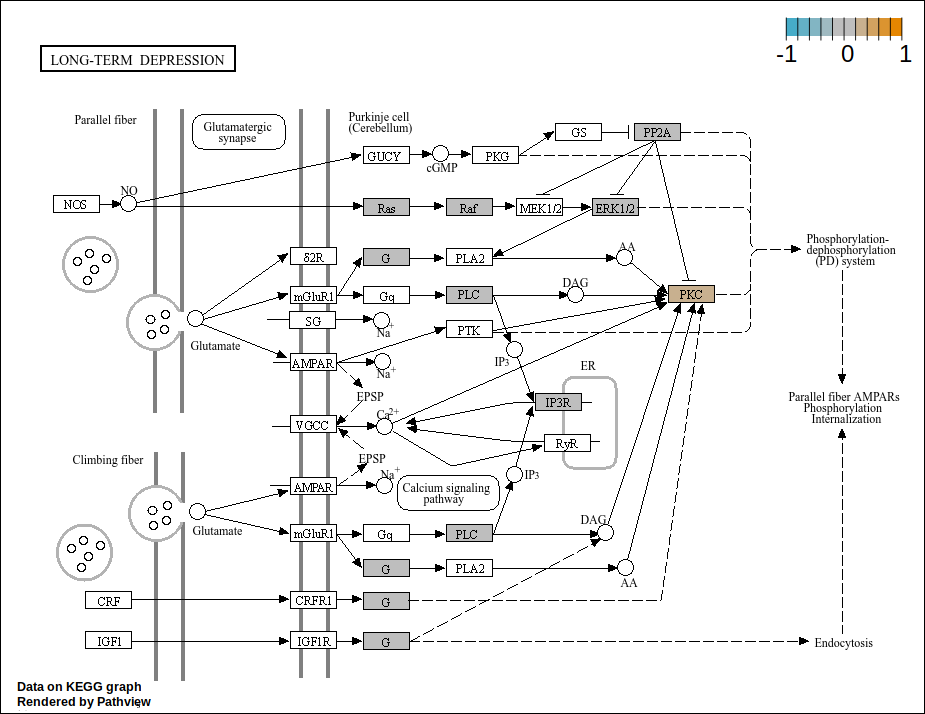 -1 0 1
LONG-TERM DEPRESSION
Parallel fiber
Glutamatergic
synapse
Purkinje cell
(Cerebellum)
GS
PP2A
GUCY
cGMP
PKG
NOS
NO
Ras
Raf
MEK1/2
ERK1/2
δ2R
G
PLA2
AA
Phosphorylation-
dephosphorylation
(PD) system
mGluR1
Gq
PLC
DAG
PKC
SG
Na+
PTK
Glutamate
AMPAR
Na+
IP3
ER
EPSP
IP3R
Parallel fiber AMPARs
Phosphorylation
Internalization
Ca2+
VGCC
RyR
Climbing fiber
EPSP
Na+
IP3
AMPAR
Calcium signaling
pathway
Glutamate
mGluR1
Gq
PLC
DAG
G
PLA2
AA
CRF
CRFR1
G
IGF1
IGF1R
G
Endocytosis
Data on KEGG graph
Rendered by Pathview